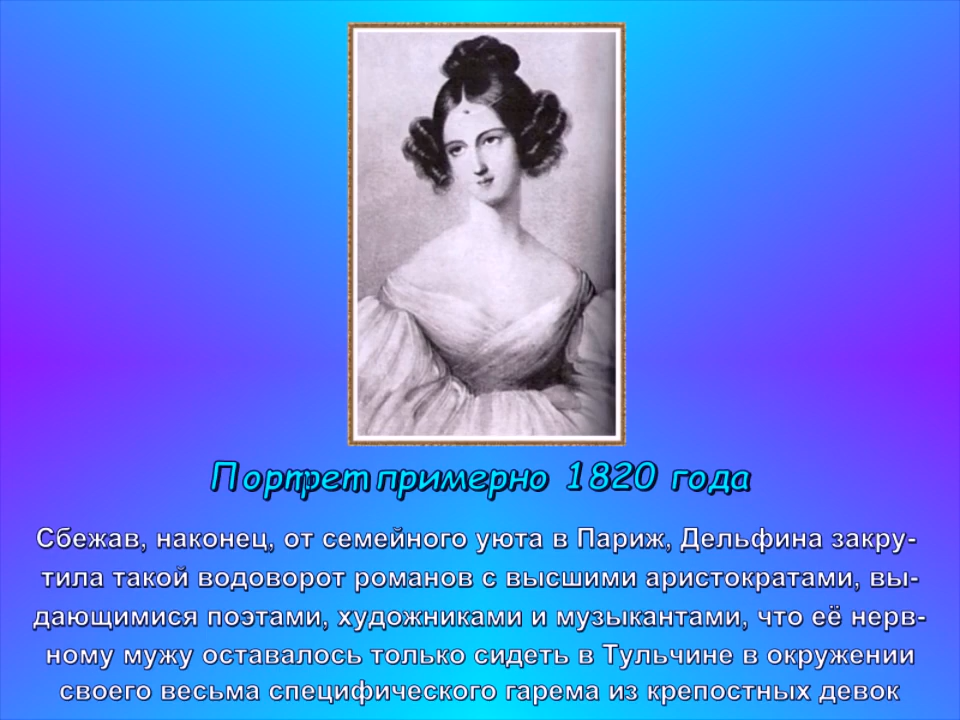 Портрет примерно 1820 года
Сбежав, наконец, от семейного уюта в Париж, Дельфина закру-
тила такой водоворот романов с высшими аристократами, вы-
дающимися поэтами, художниками и музыкантами, что её нерв-
ному мужу оставалось только сидеть в Тульчине в окружении
своего весьма специфического гарема из крепостных девок